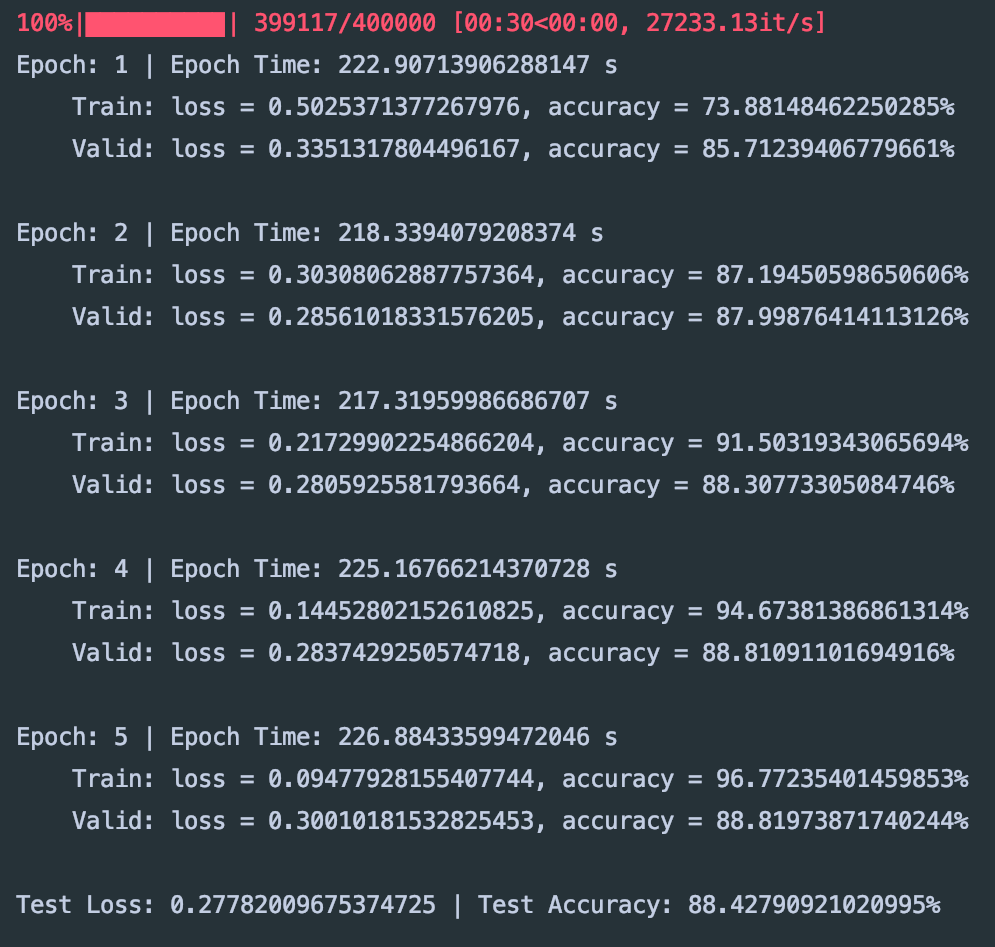 100%|██████████| 399117/400000 [00:30<00:00, 27233.13it/s]
Epoch: 1 | Epoch Time: 222.90713906288147 s
Train: loss = 0.5025371377267976, accuracy = 73.88148462250285%
Valid: loss = 0.3351317804496167, accuracy = 85.71239406779661%
Epoch: 2 | Epoch Time: 218.3394079208374 s
Train: loss = 0.30308062887757364, accuracy = 87.19450598650606%
Valid: loss = 0.28561018331576205, accuracy = 87.99876414113126%
Epoch: 3 | Epoch Time: 217.31959986686707 s
Train: loss = 0.21729902254866204, accuracy = 91.50319343065694%
Valid: loss = 0.2805925581793664, accuracy = 88.30773305084746%
Epoch: 4 | Epoch Time: 225.16766214370728 s
Train: loss = 0.14452802152610825, accuracy = 94.67381386861314%
Valid: loss = 0.2837429250574718, accuracy = 88.81091101694916%
Epoch: 5 | Epoch Time: 226.88433599472046 s
Train: loss = 0.09477928155407744, accuracy = 96.77235401459853%
Valid: loss = 0.30010181532825453, accuracy = 88.81973871740244%
Test Loss: 0.27782009675374725 | Test Accuracy: 88.42790921020995%